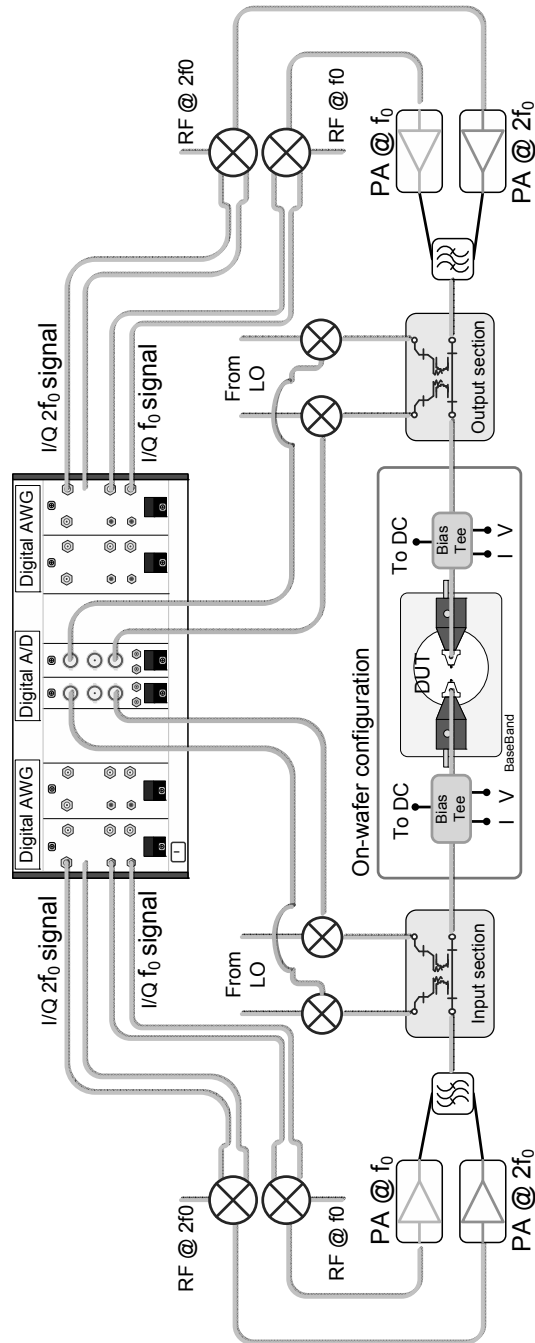 RF @ 2f0
RF @ f0
PA @ f₀
PA @ 2f₀
I/Q 2f₀ signal
I/Q f₀ signal
From
LO
Output section
Digital AWG
Digital A/D
Digital AWG
I
On-wafer configuration
To DC
Bias
Tee
I V
DUT
BaseBand
To DC
Bias
Tee
I V
I/Q 2f₀ signal
I/Q f₀ signal
From
LO
Input section
RF @ 2f0
RF @ f0
PA @ f₀
PA @ 2f₀